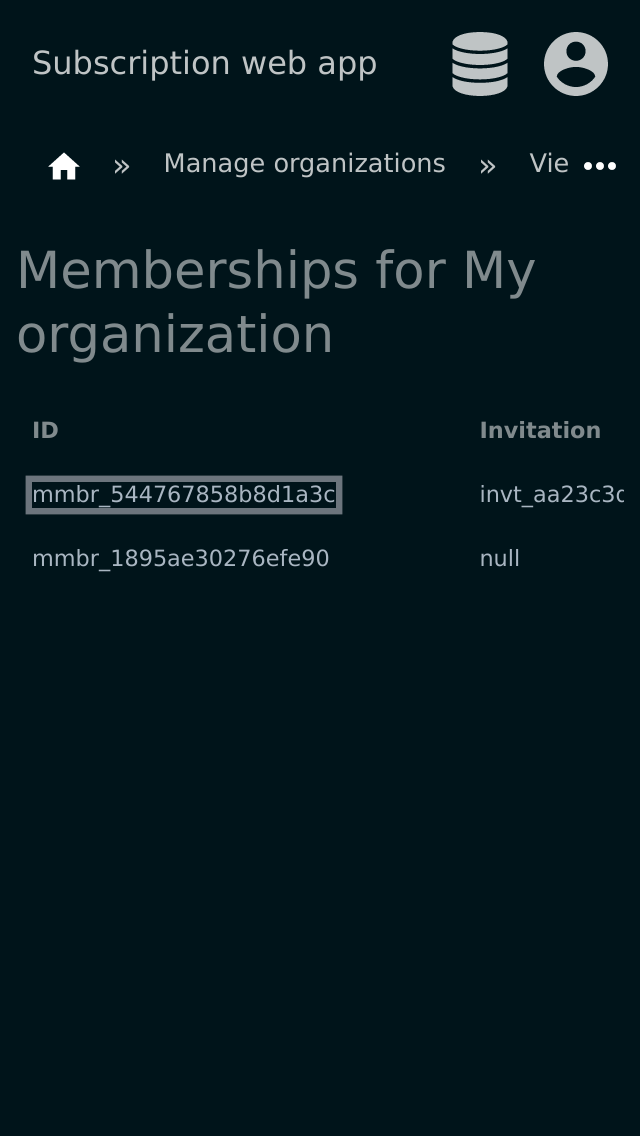 Subscription web app
» Manage organizations » Vie
Memberships for My
organization
ID Invitation
mmbr_544767858b8d1a3c invt_aa23c3c
mmbr_1895ae30276efe90 null